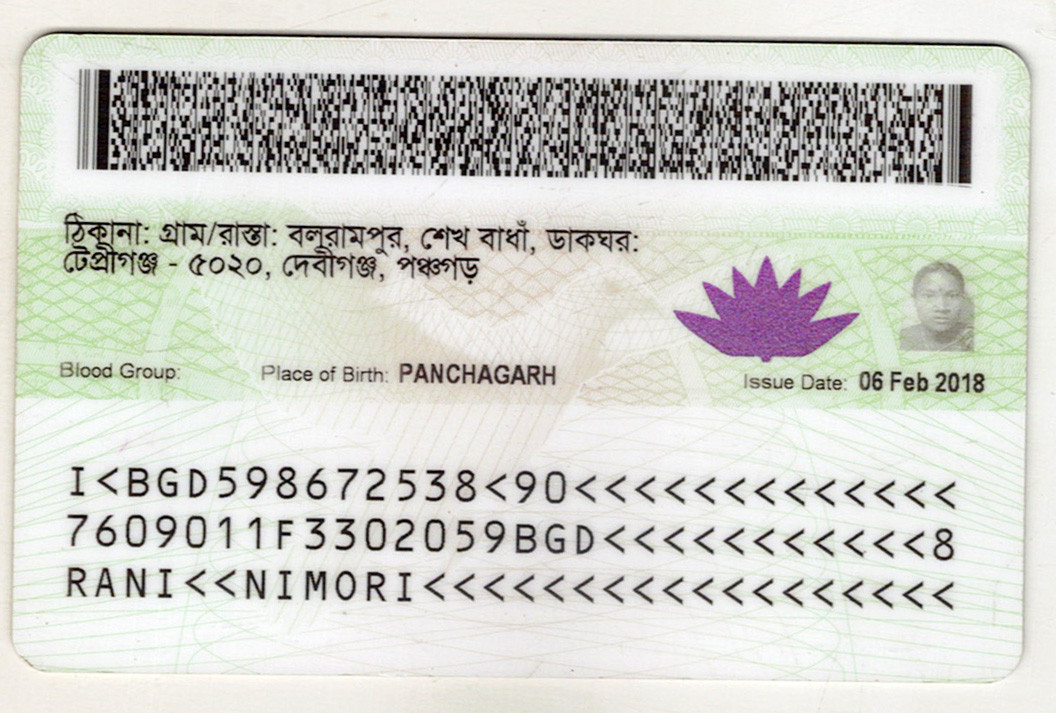 ঠিকানা: গ্রাম/রাস্তা: বলরামপুর, শেখ বাধাঁ, ডাকঘর:
টেপ্রীগঞ্জ - ৫০২০, দেবীগঞ্জ, পঞ্চগড়
Blood Group: Place of Birth: PANCHAGARH Issue Date: 06 Feb 2018
I<BGD598672538<90<<<<<<<<<<<<<
7609011F3302059BGD<<<<<<<<<<<8
RANI<<NIMORI<<<<<<<<<<<<<<<<<<